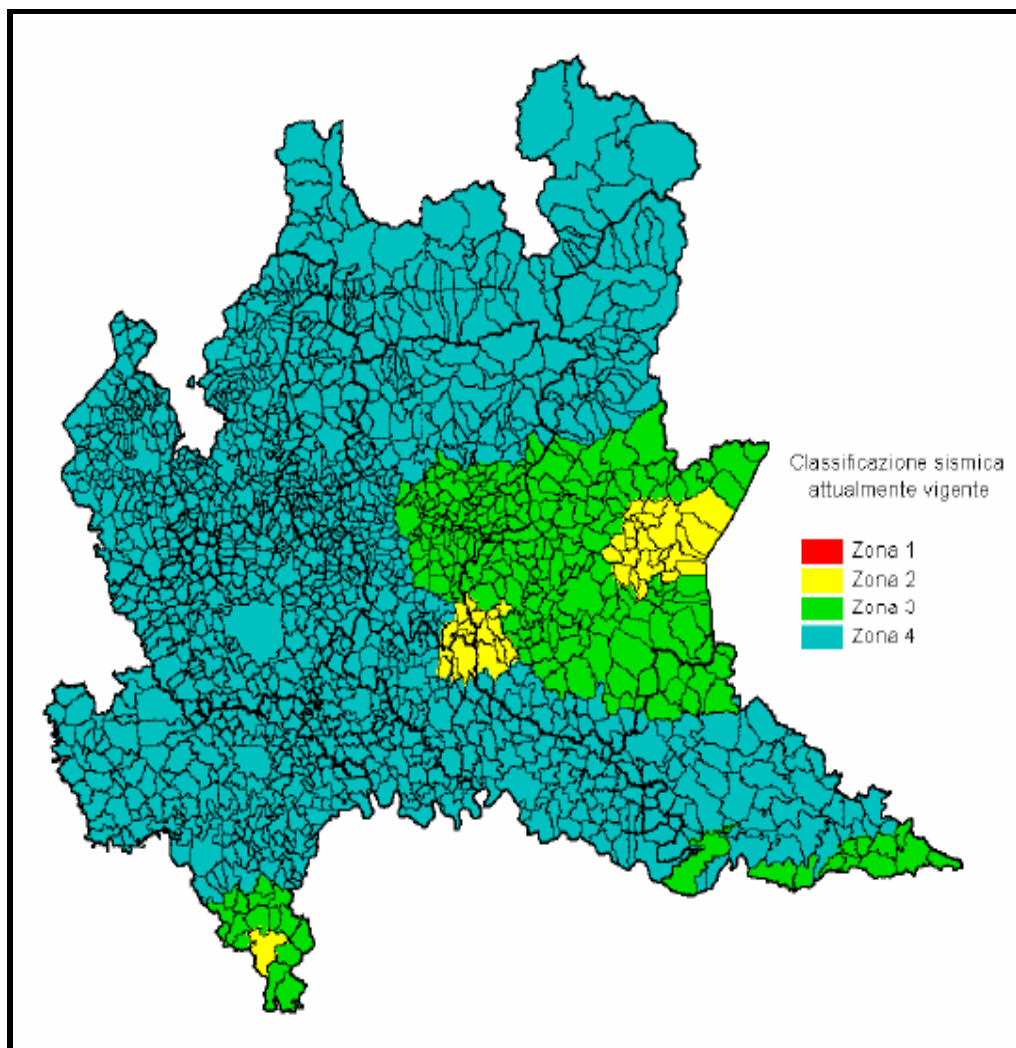 Classificazione sismica
attualmente vigente
Zona 1
Zona 2
Zona 3
Zona 4